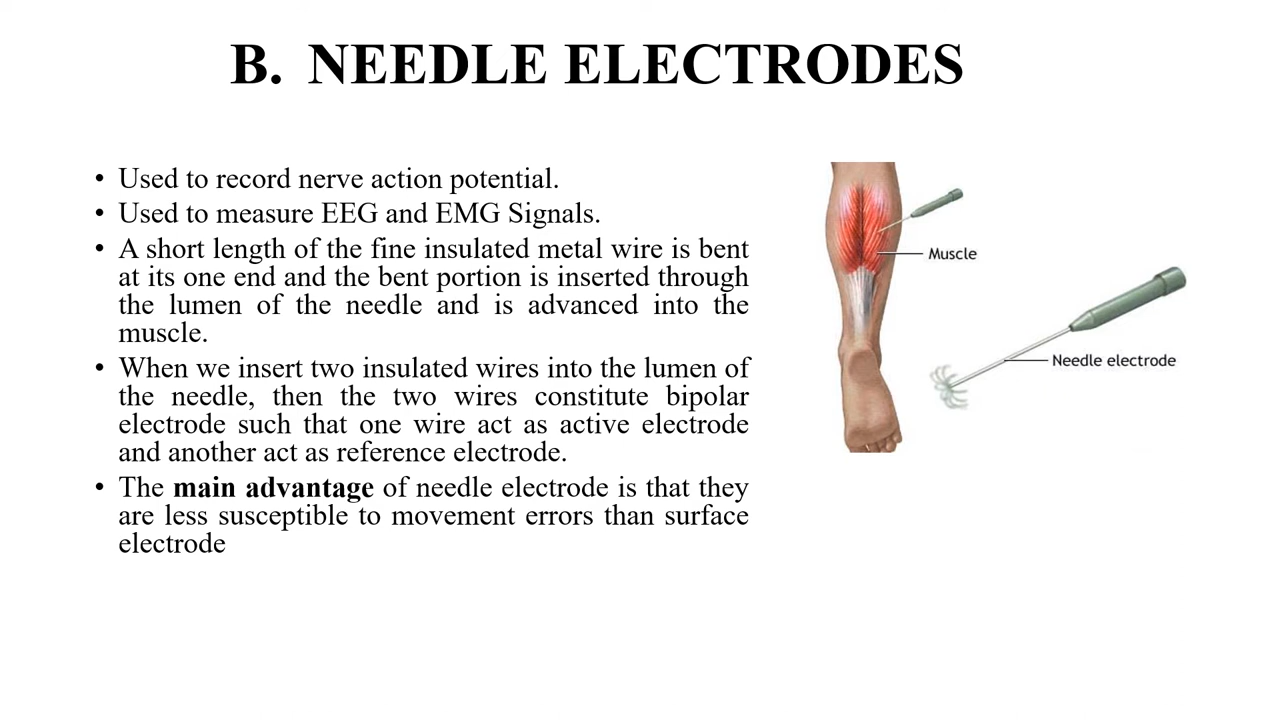 B. NEEDLE ELECTRODES
• Used to record nerve action potential.
• Used to measure EEG and EMG Signals.
• A short length of the fine insulated metal wire is bent
at its one end and the bent portion is inserted through
the lumen of the needle and is advanced into the
muscle.
• When we insert two insulated wires into the lumen of
the needle, then the two wires constitute bipolar
electrode such that one wire act as active electrode
and another act as reference electrode.
• The main advantage of needle electrode is that they
are less susceptible to movement errors than surface
electrode
Muscle
Needle electrode